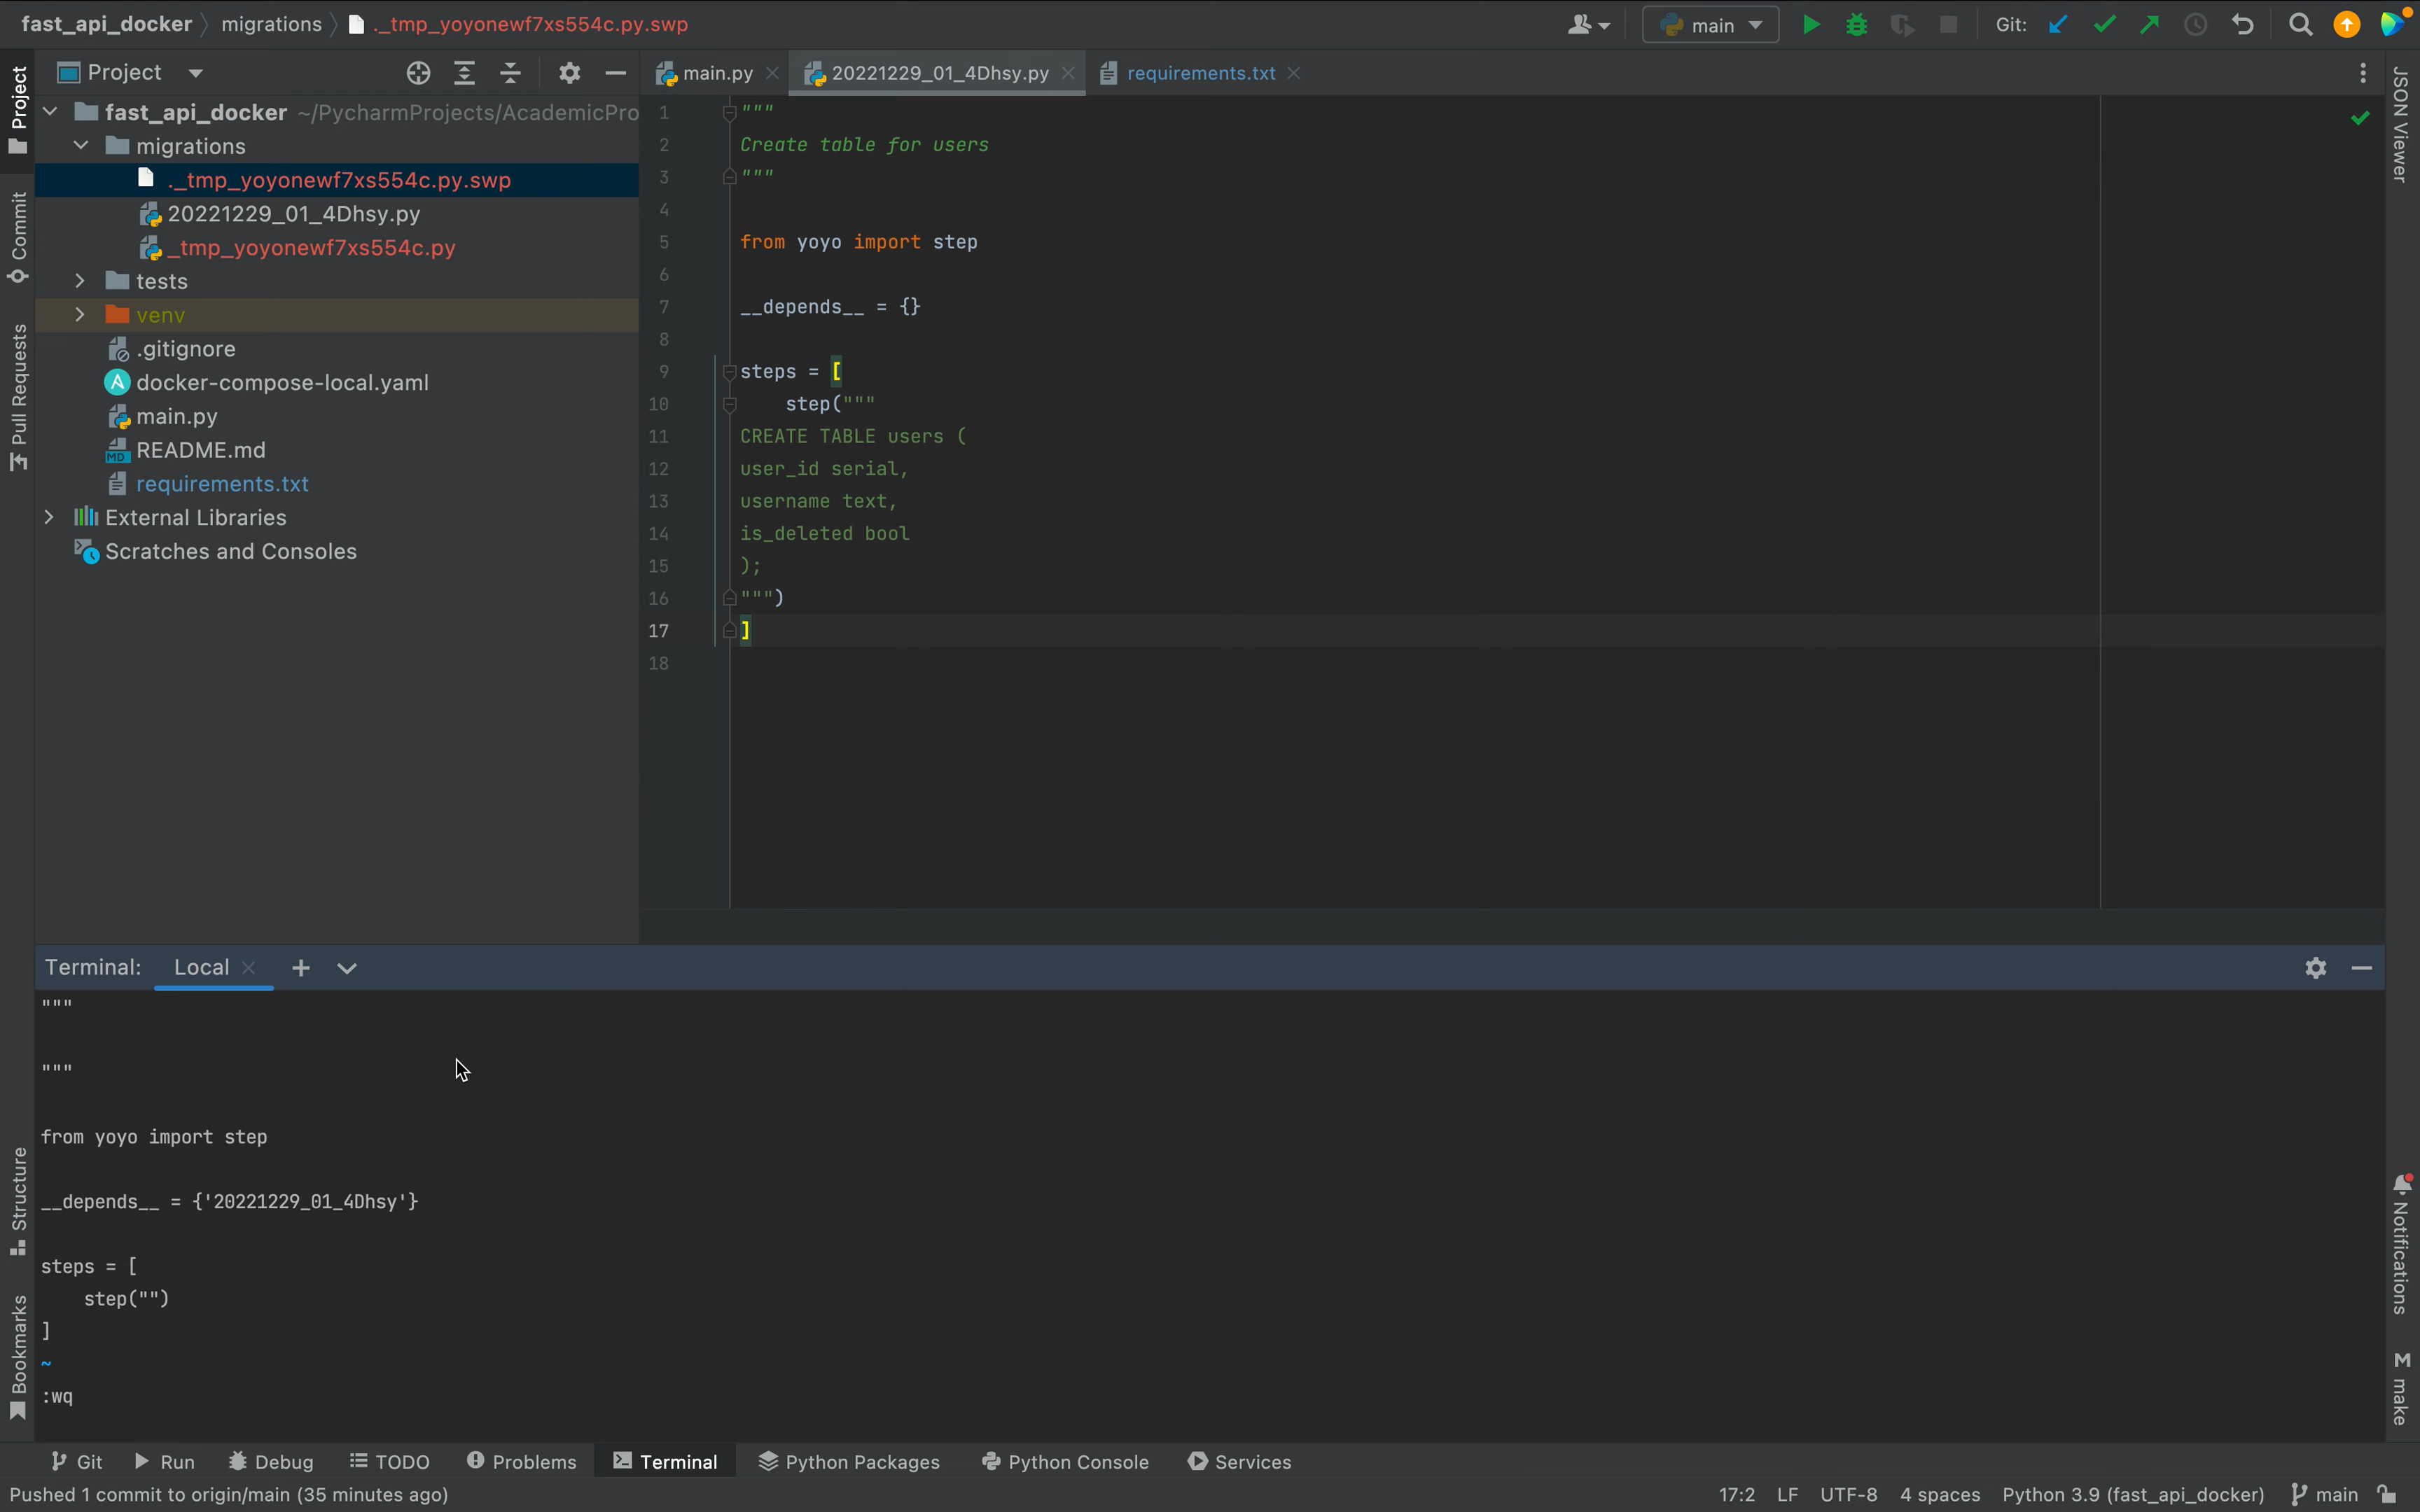 fast_api_docker migrations ._tmp_yoyonewf7xs554c.py.swp
main Git:
Project
main.py 20221229_01_4Dhsy.py requirements.txt
fast_api_docker ~/PycharmProjects/AcademicPro
migrations
._tmp_yoyonewf7xs554c.py.swp
20221229_01_4Dhsy.py
_tmp_yoyonewf7xs554c.py
tests
venv
.gitignore
docker-compose-local.yaml
main.py
README.md
requirements.txt
External Libraries
Scratches and Consoles
Project
Commit
Pull Requests
Structure
Bookmarks
1 """
2 Create table for users
3 """
4
5 from yoyo import step
6
7 __depends__ = {}
8
9 steps = [
10 step("""
11 CREATE TABLE users (
12 user_id serial,
13 username text,
14 is_deleted bool
15 );
16 """)
17 ]
18
JSON Viewer
Notifications
make
Terminal: Local
"""
"""
from yoyo import step
__depends__ = {'20221229_01_4Dhsy'}
steps = [
step("")
]
~
:wq
Git Run Debug TODO Problems Terminal Python Packages Python Console Services
Pushed 1 commit to origin/main (35 minutes ago) 17:2 LF UTF-8 4 spaces Python 3.9 (fast_api_docker) main